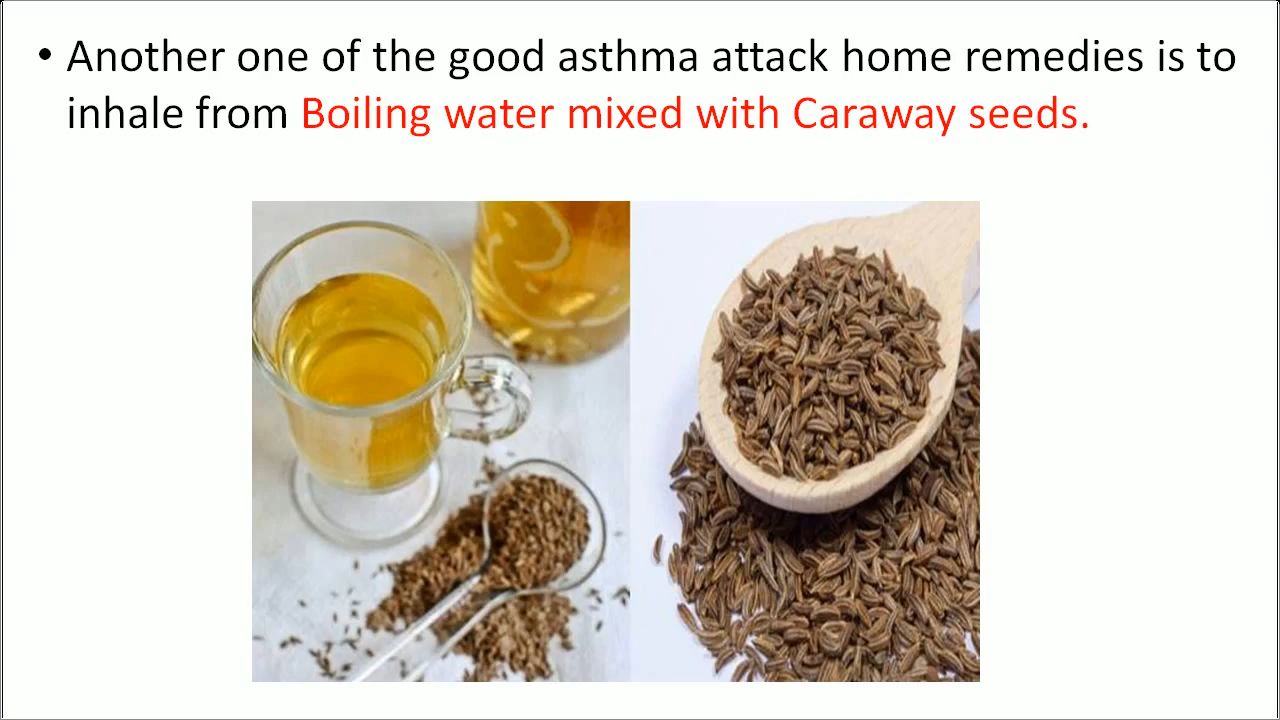 • Another one of the good asthma attack home remedies is to
inhale from Boiling water mixed with Caraway seeds.